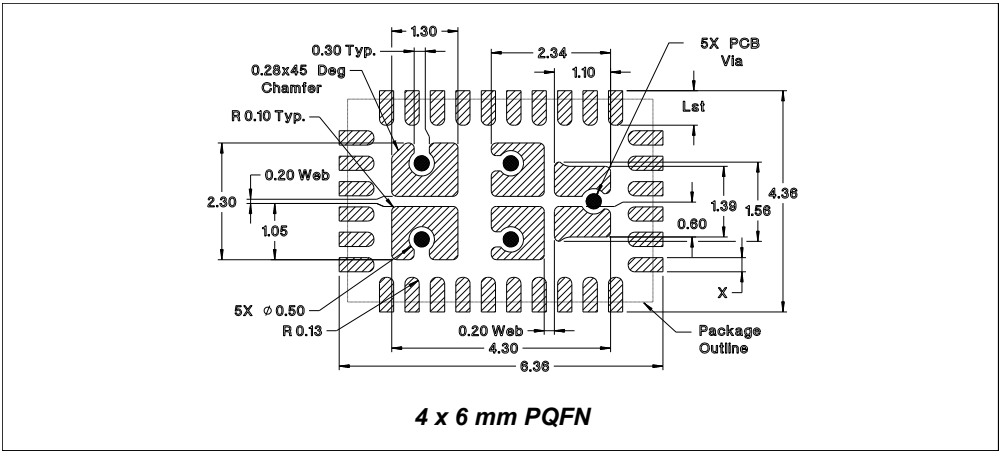 1.30
0.30 Typ.
2.34
5X PCB
Via
1.10
0.28x45 Deg
Chamfer
Lst
R 0.10 Typ.
0.20 Web
2.30
1.05
4.36
1.39
1.56
0.60
X
5X ϕ 0.50
R 0.13
0.20 Web
Package
Outline
4.30
6.36
4 x 6 mm PQFN